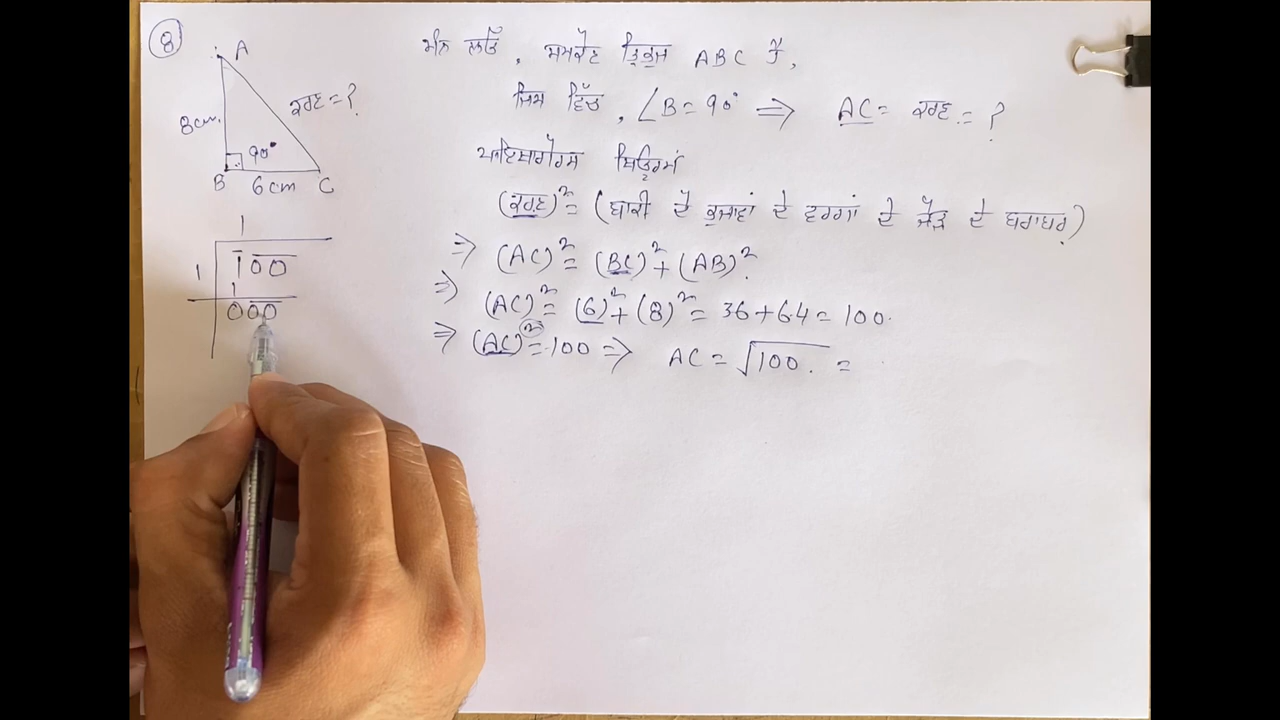 8
A
8cm.
ਕਰਣ = ?
90°
B 6cm C
1
1 100
1
000
ਮੰਨ ਲਓ, ਸਮਕੋਣ ਤ੍ਰਿਭੁਜ ABC ਹੈ,
ਜਿਸ ਵਿੱਚ, ∠B = 90° ⟹ AC = ਕਰਣ = ?
ਪਾਇਥਾਗੋਰਸ ਥਿਊਰਮ
(ਕਰਣ)² = (ਬਾਕੀ ਦੋ ਭੁਜਾਵਾਂ ਦੇ ਵਰਗਾਂ ਦੇ ਜੋੜ ਦੇ ਬਰਾਬਰ)
⇒ (AC)² = (BC)² + (AB)².
⇒ (AC)² = (6)² + (8)² = 36 + 64 = 100.
⇒ (AC)² = 100 ⇒ AC = √100. =